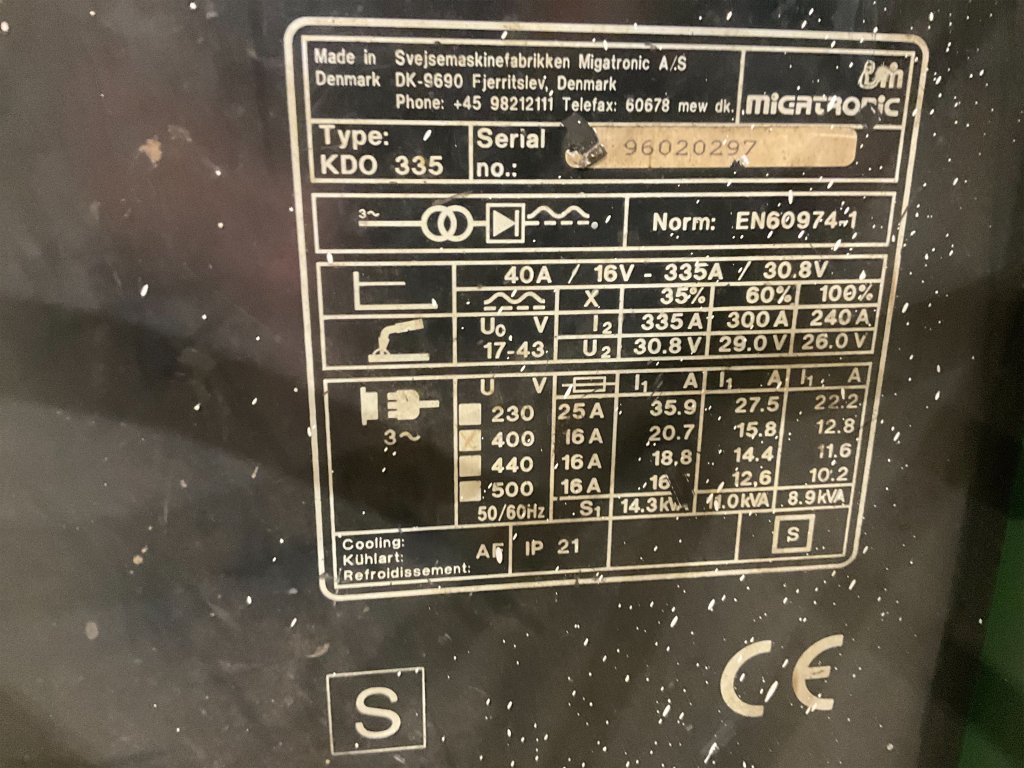 Made in Svejsemaskinefabrikken Migatronic A/S
Denmark DK-9690 Fjerritslev, Denmark
Phone: +45 98212111 Telefax: 60678 mew dk.
MIGATRONIC
Type: Serial
KDO 335 no.: 96020297
3~ Norm: EN60974-1
40A / 16V - 335A / 30.8V
X 35% 60% 100%
U₀ V I₂ 335 A 300 A 240 A
17-43 U₂ 30.8 V 29.0 V 26.0 V
U V I₁ A I₁ A I₁ A
230 25 A 35.9 27.5 22.2
400 16 A 20.7 15.8 12.8
3~
440 16 A 18.8 14.4 11.6
500 16 A 12,6 10.2
50/60Hz S₁ 14.3kVA 8.9kVA
Cooling:
Kühlart: AF IP 21 S
Refroidissement:
S
CE